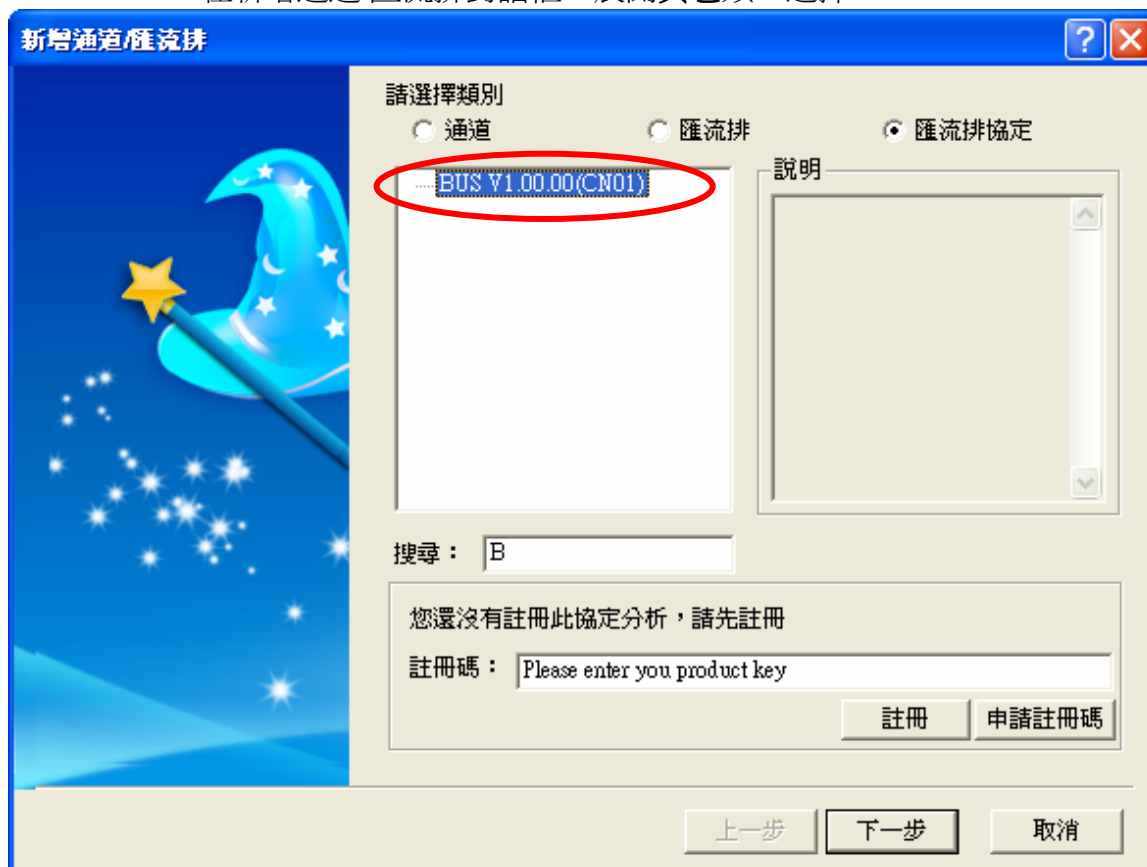 新增通道/匯流排
請選擇類別
通道 匯流排 匯流排協定
BUS V1.00.00(CN01)
說明
搜尋： B
您還沒有註冊此協定分析，請先註冊
註冊碼： Please enter you product key
註冊 申請註冊碼
上一步 下一步 取消